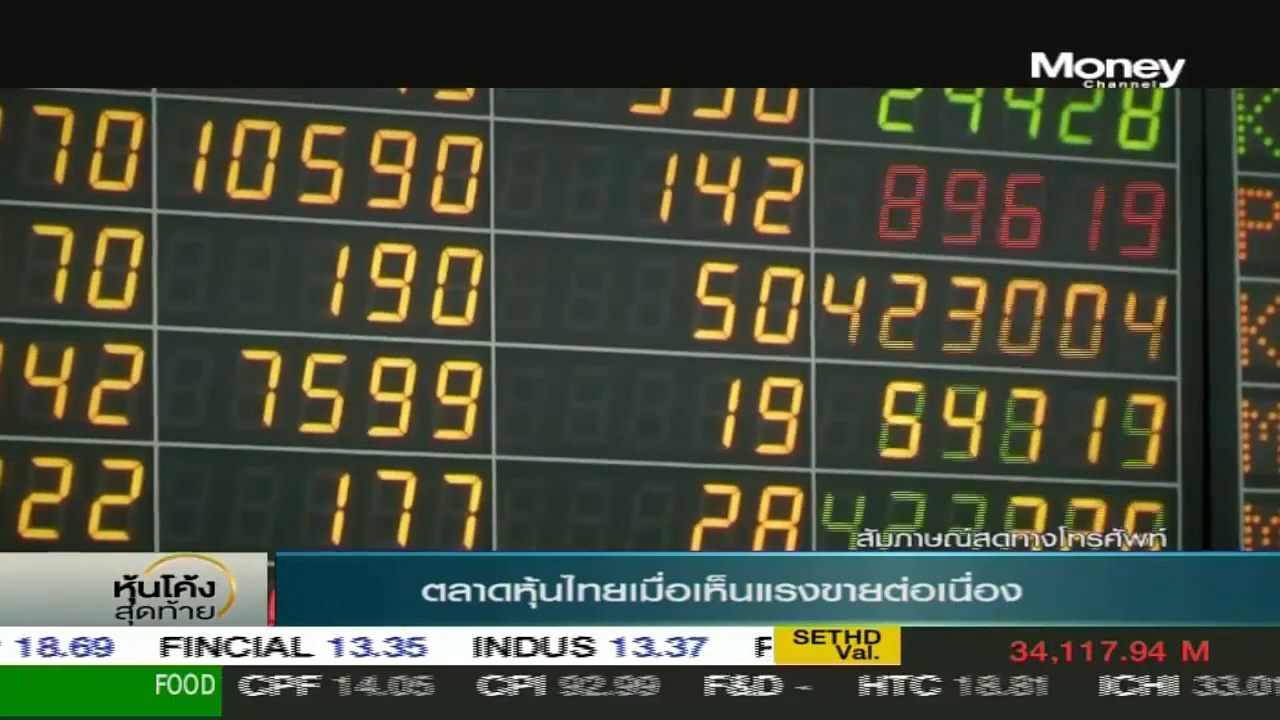 Money
Channel
24428
70 10590 142 89619
70 190 50 423004
42 7599 19
22 177 28
สัมภาษณ์สดทางโทรศัพท์
หุ้นโค้ง
สุดท้าย
ตลาดหุ้นไทยเมื่อเห็นแรงขายต่อเนื่อง
18.69 FINCIAL 13.35 INDUS 13.37 SETHD Val. 34,117.94 M
FOOD CPF 14.05 CPI 92.99 F&D - HTC 18.81 ICHI 33.01